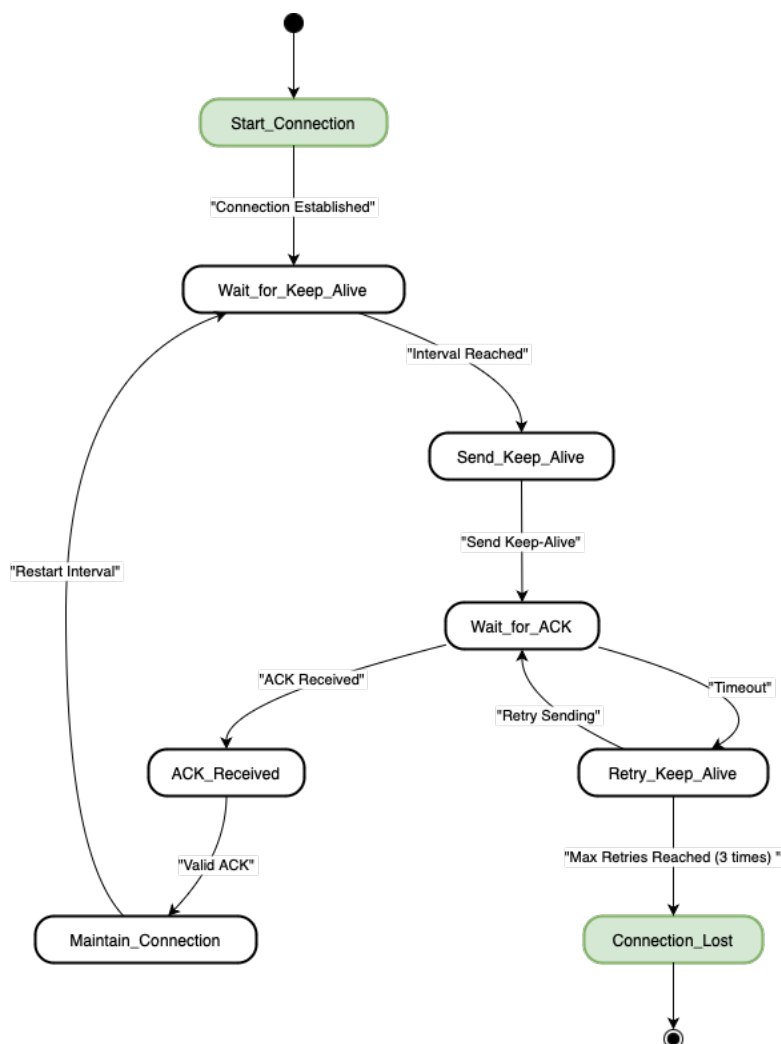 Start_Connection
"Connection Established"
Wait_for_Keep_Alive
"Interval Reached"
Send_Keep_Alive
"Send Keep-Alive"
"Restart Interval"
Wait_for_ACK
"ACK Received"
"Timeout"
"Retry Sending"
ACK_Received
Retry_Keep_Alive
"Valid ACK"
"Max Retries Reached (3 times) "
Maintain_Connection
Connection_Lost